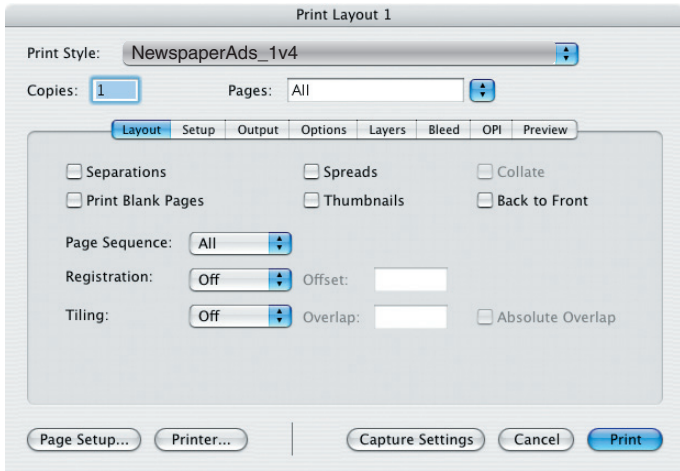 Print Layout 1
Print Style: NewspaperAds_1v4
Copies: 1 Pages: All
Layout Setup Output Options Layers Bleed OPI Preview
Separations Spreads Collate
Print Blank Pages Thumbnails Back to Front
Page Sequence: All
Registration: Off Offset:
Tiling: Off Overlap: Absolute Overlap
Page Setup... Printer... Capture Settings Cancel Print